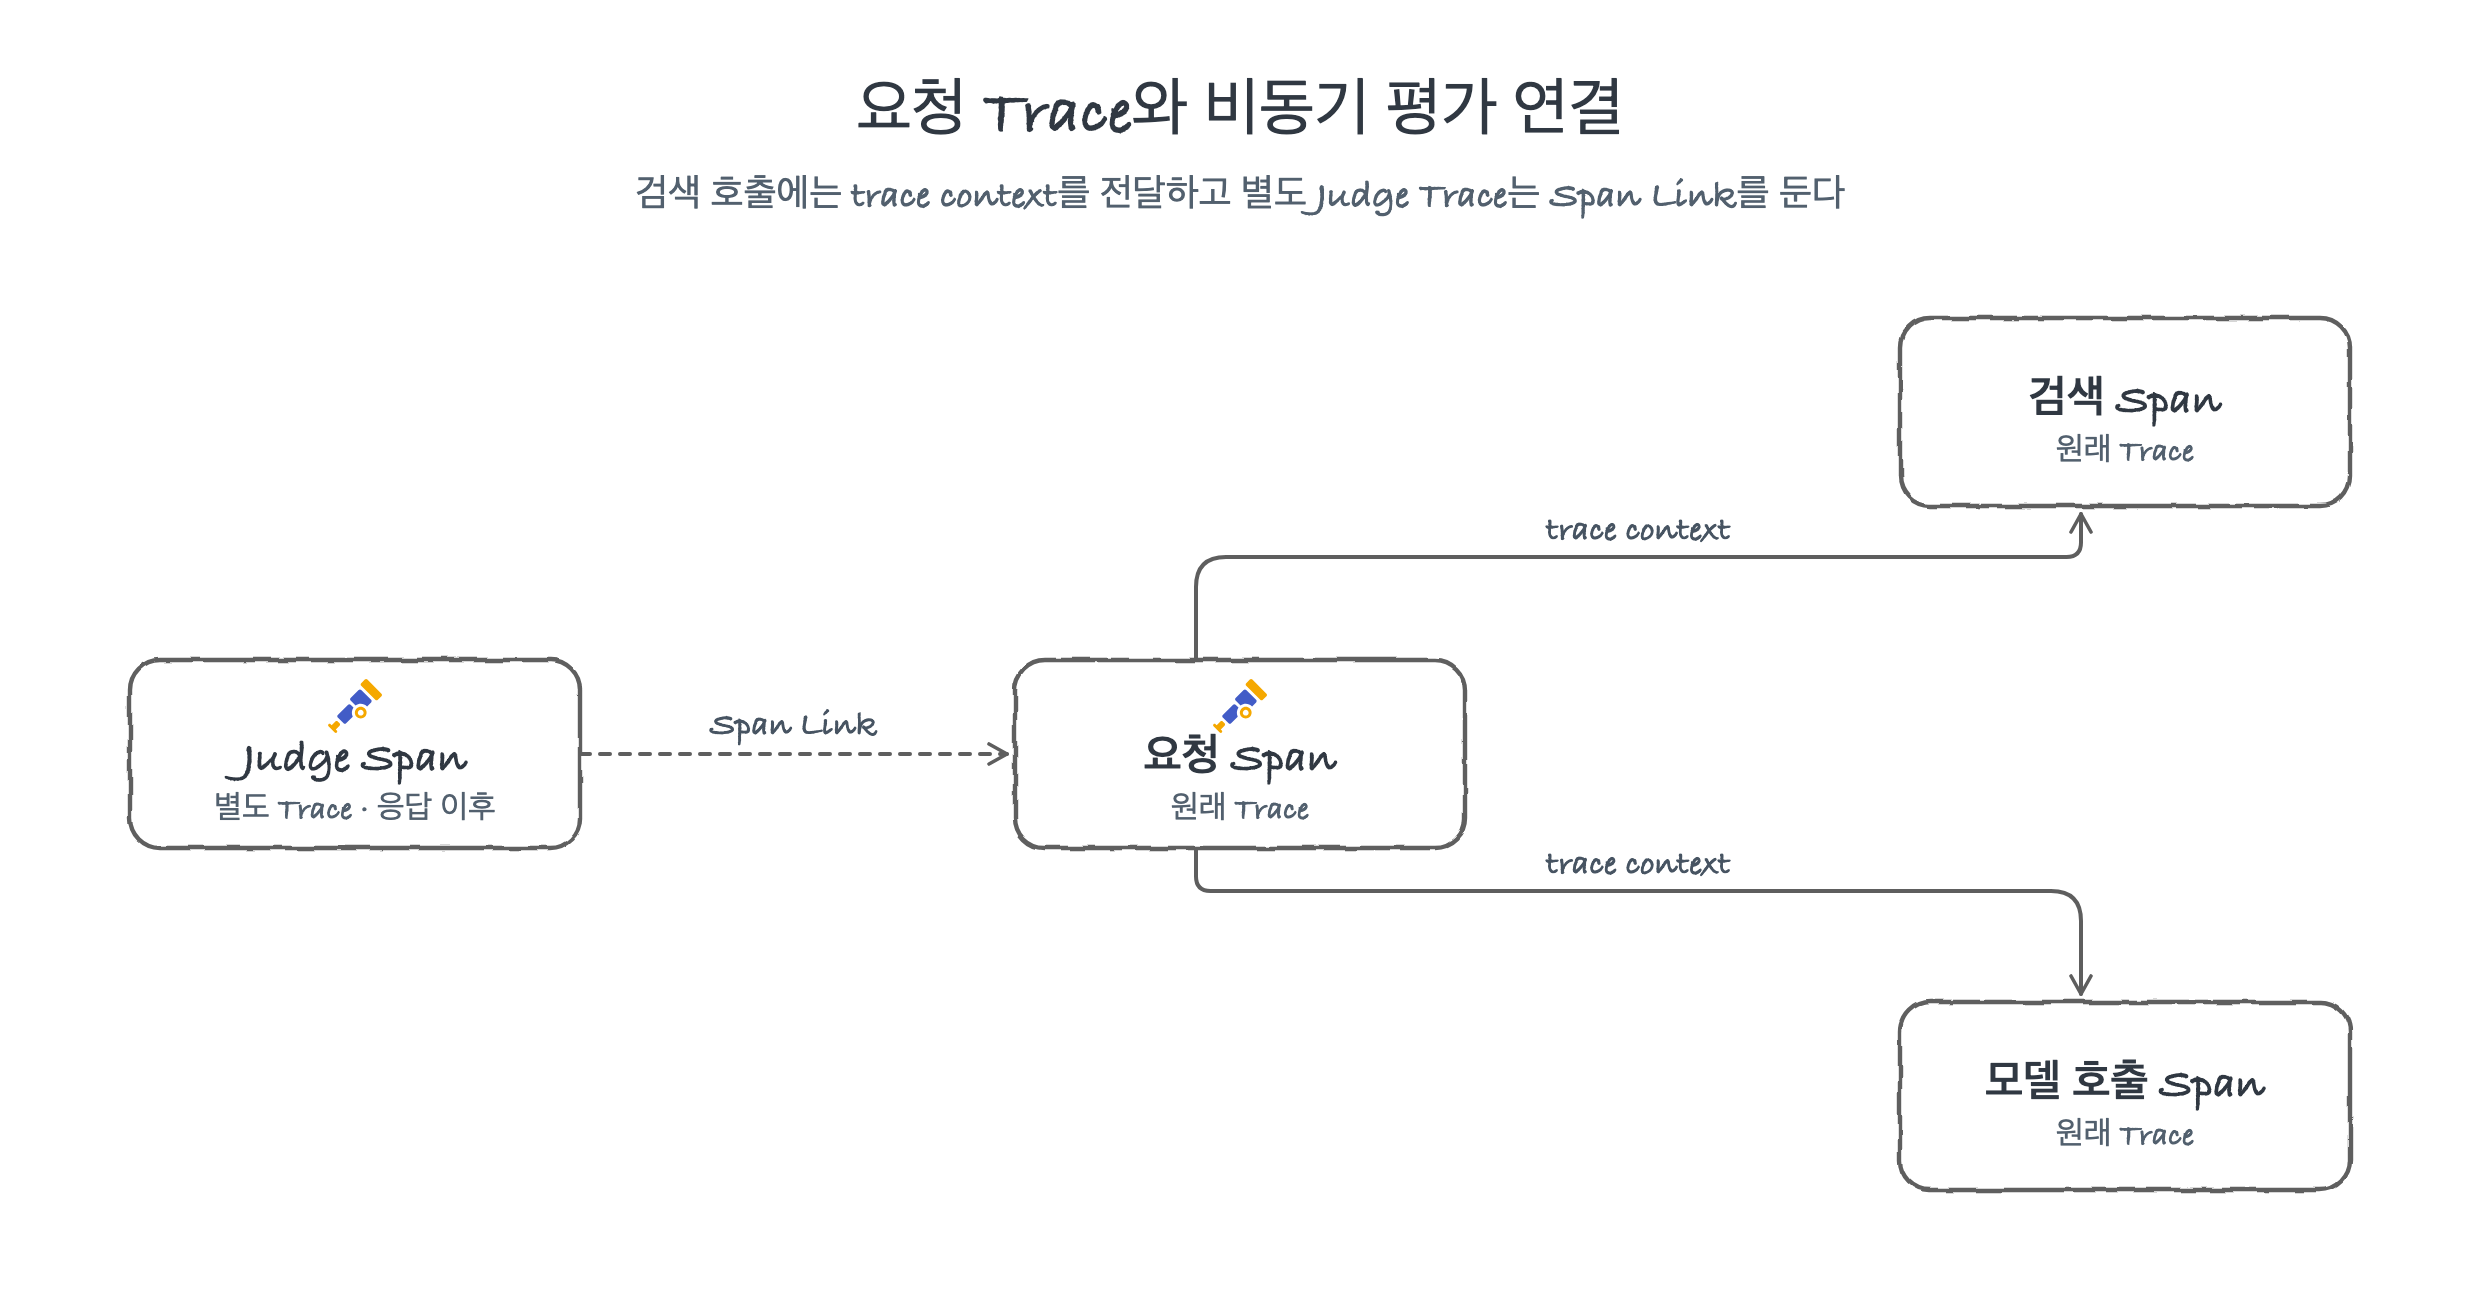 요청 Trace와 비동기 평가 연결
검색 호출에는 trace context를 전달하고 별도 Judge Trace는 Span Link를 둔다
검색 Span
원래 Trace
trace context
Judge Span
별도 Trace · 응답 이후
Span Link
요청 Span
원래 Trace
trace context
모델 호출 Span
원래 Trace